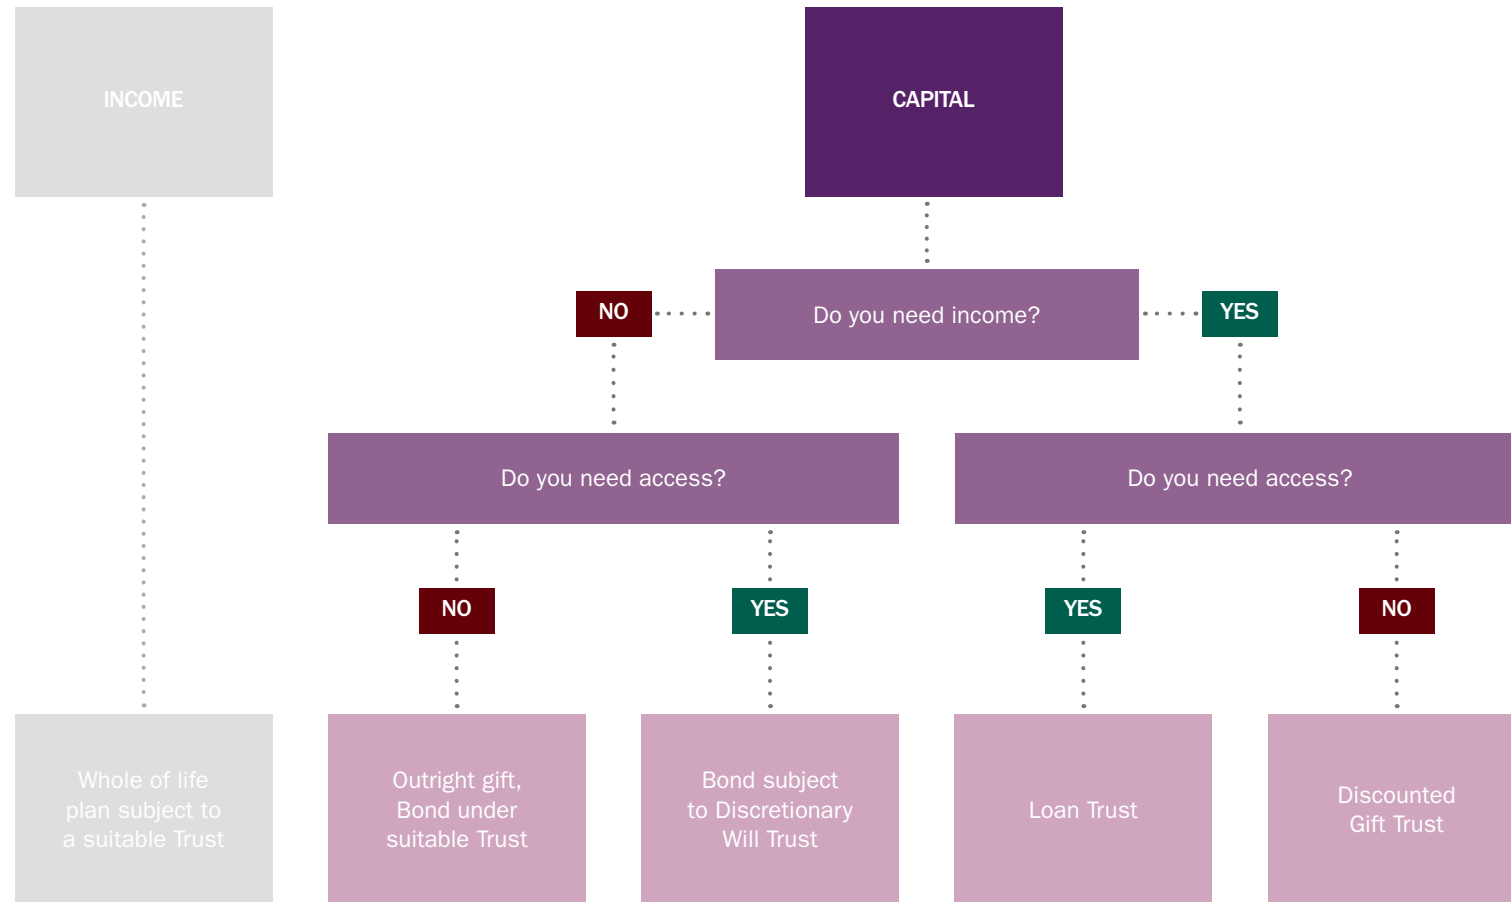 INCOME
CAPITAL
NO
Do you need income?
YES
Do you need access?
Do you need access?
NO
YES
YES
NO
Whole of life
plan subject to
a suitable Trust
Outright gift,
Bond under
suitable Trust
Bond subject
to Discretionary
Will Trust
Loan Trust
Discounted
Gift Trust